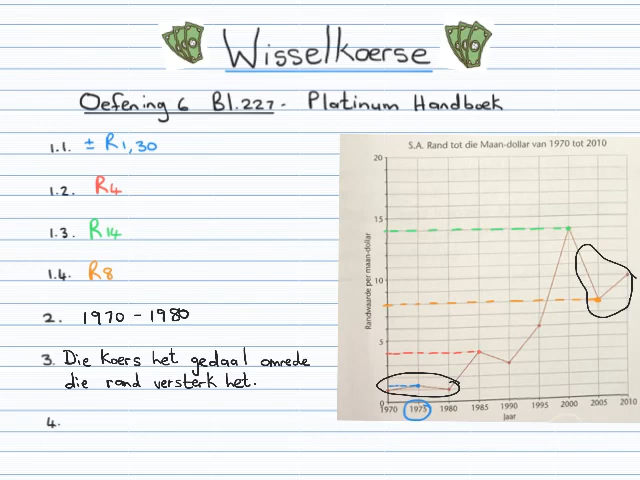 Wisselkoerse
Oefening 6 Bl.227 - Platinum Handboek
1.1. ± R1,30
1.2. R4
1.3. R14
1.4. R8
2. 1970 - 1980
3. Die koers het gedaal omrede
die rand versterk het.
4.
S.A. Rand tot die Maan-dollar van 1970 tot 2010
Randwaarde per maan-dollar
20
15
10
5
0
1970 1975 1980 1985 1990 1995 2000 2005 2010
Jaar